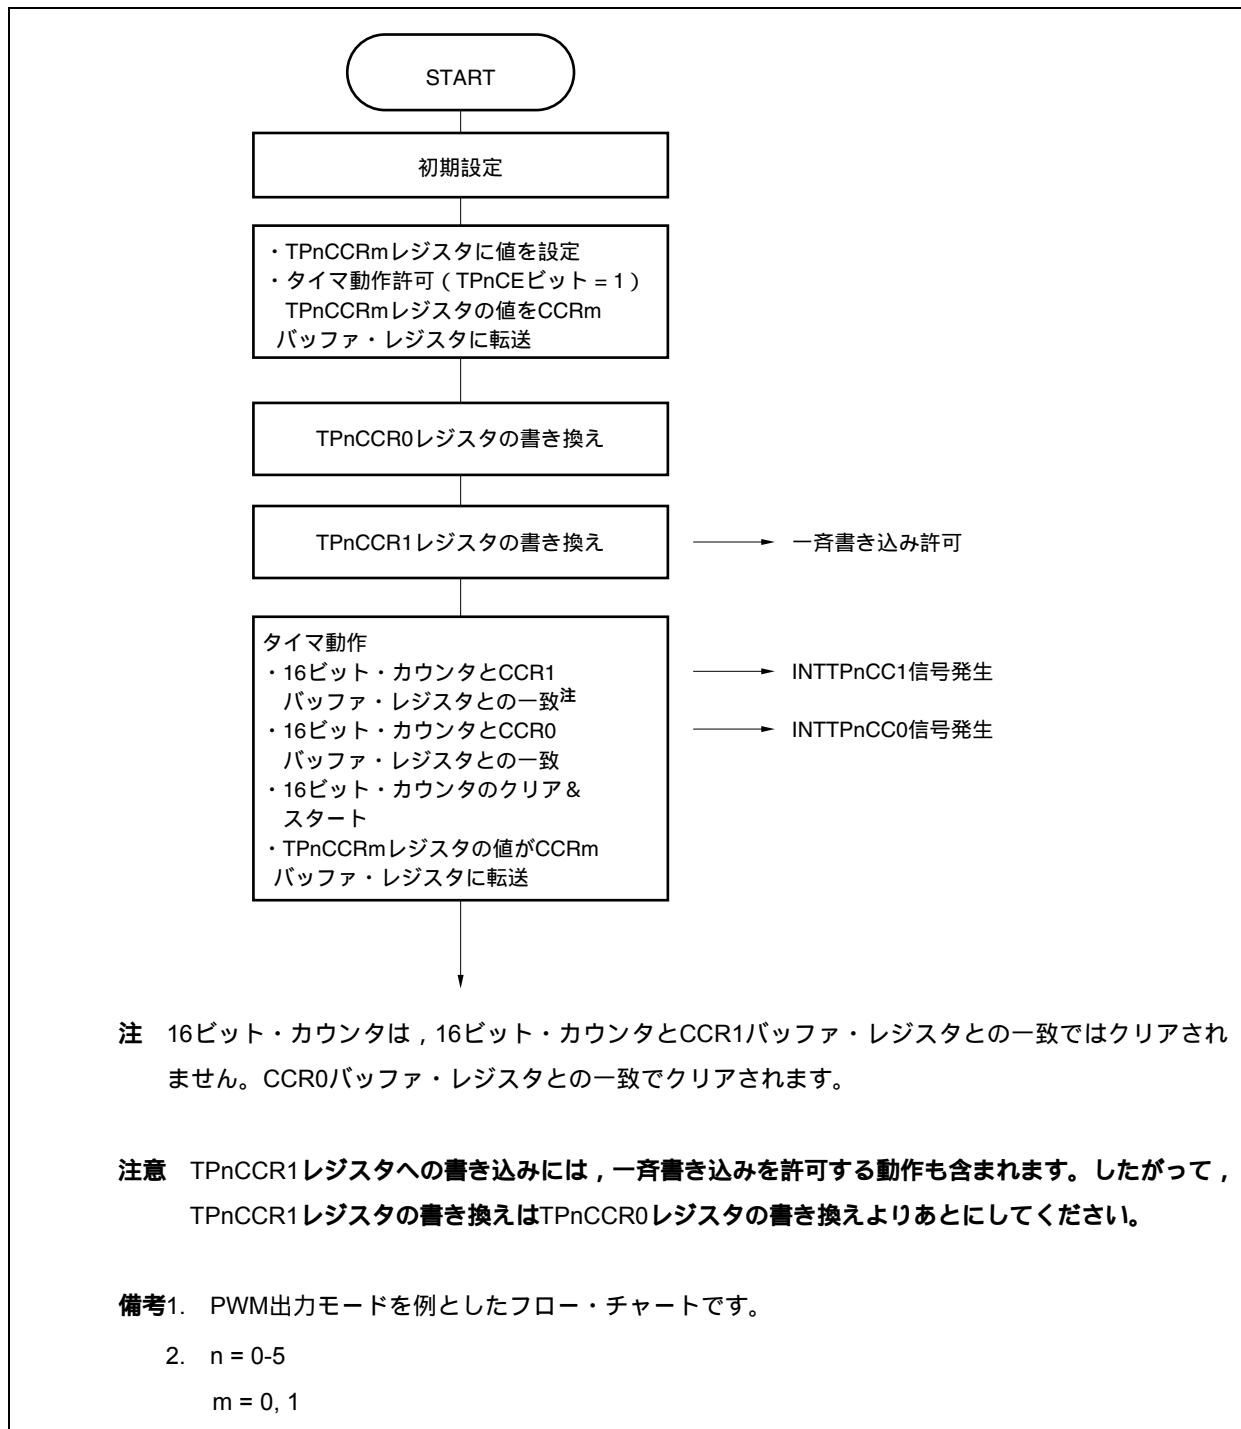 START
初期設定
・TPnCCRmレジスタに値を設定
・タイマ動作許可（TPnCEビット = 1）
TPnCCRmレジスタの値をCCRm
バッファ・レジスタに転送
TPnCCR0レジスタの書き換え
TPnCCR1レジスタの書き換え
一斉書き込み許可
タイマ動作
・16ビット・カウンタとCCR1
バッファ・レジスタとの一致注
・16ビット・カウンタとCCR0
バッファ・レジスタとの一致
・16ビット・カウンタのクリア＆
スタート
・TPnCCRmレジスタの値がCCRm
バッファ・レジスタに転送
INTTPnCC1信号発生
INTTPnCC0信号発生
注 16ビット・カウンタは，16ビット・カウンタとCCR1バッファ・レジスタとの一致ではクリアされ
ません。CCR0バッファ・レジスタとの一致でクリアされます。
注意 TPnCCR1レジスタへの書き込みには，一斉書き込みを許可する動作も含まれます。したがって，
TPnCCR1レジスタの書き換えはTPnCCR0レジスタの書き換えよりあとにしてください。
備考1. PWM出力モードを例としたフロー・チャートです。
2. n = 0-5
m = 0, 1